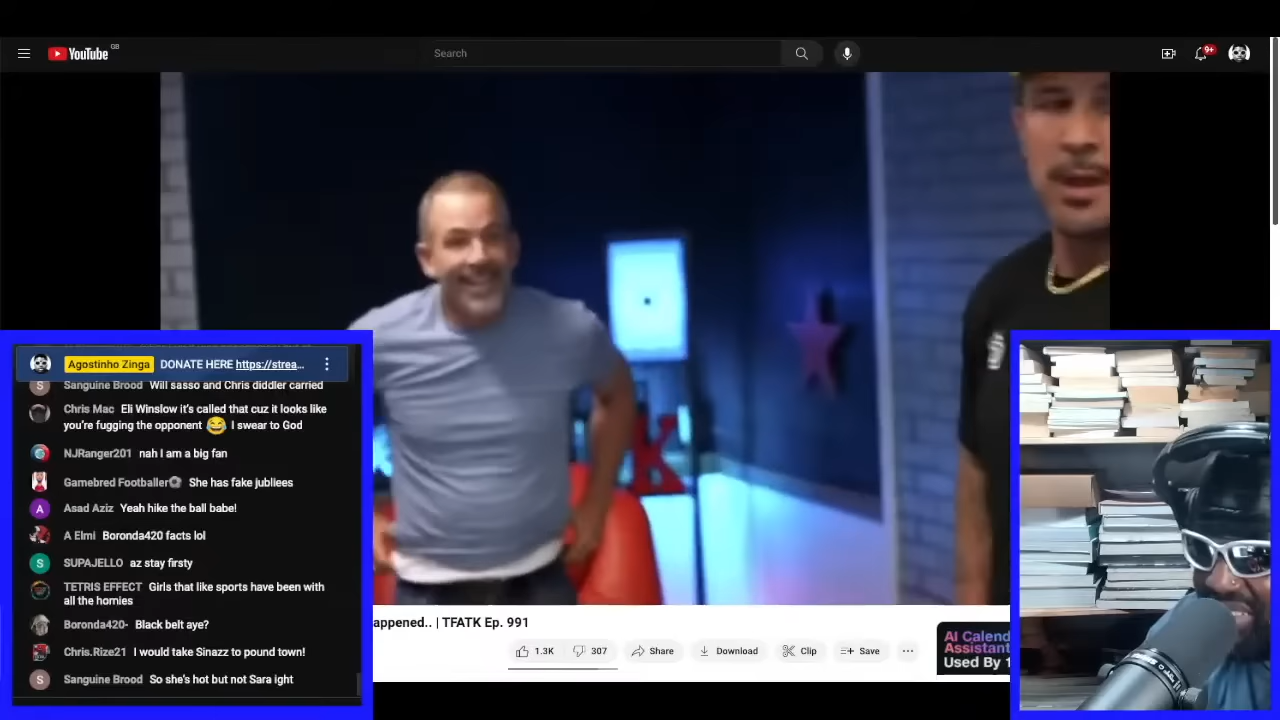 YouTube GB
Search
9+
Agostinho Zinga DONATE HERE https://strea...
Sanguine Brood Will sasso and Chris diddler carried
Chris Mac Eli Winslow it's called that cuz it looks like
you're fugging the opponent 😂 I swear to God
NJRanger201 nah I am a big fan
Gamebred Footballer⚽ She has fake jubliees
Asad Aziz Yeah hike the ball babe!
A Elmi Boronda420 facts lol
SUPAJELLO az stay firsty
TETRIS EFFECT Girls that like sports have been with
all the homies
Boronda420- Black belt aye?
Chris.Rize21 I would take Sinazz to pound town!
Sanguine Brood So she's hot but not Sara ight
K
appened.. | TFATK Ep. 991
1.3K 307 Share Download Clip Save
AI Calend
Assistant
Used By 1